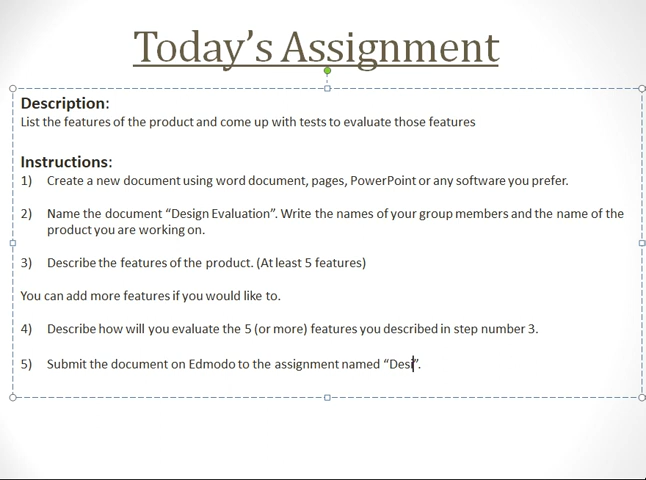 Today's Assignment
Description:
List the features of the product and come up with tests to evaluate those features
Instructions:
1) Create a new document using word document, pages, PowerPoint or any software you prefer.
2) Name the document “Design Evaluation”. Write the names of your group members and the name of the
product you are working on.
3) Describe the features of the product. (At least 5 features)
You can add more features if you would like to.
4) Describe how will you evaluate the 5 (or more) features you described in step number 3.
5) Submit the document on Edmodo to the assignment named “Desi”.